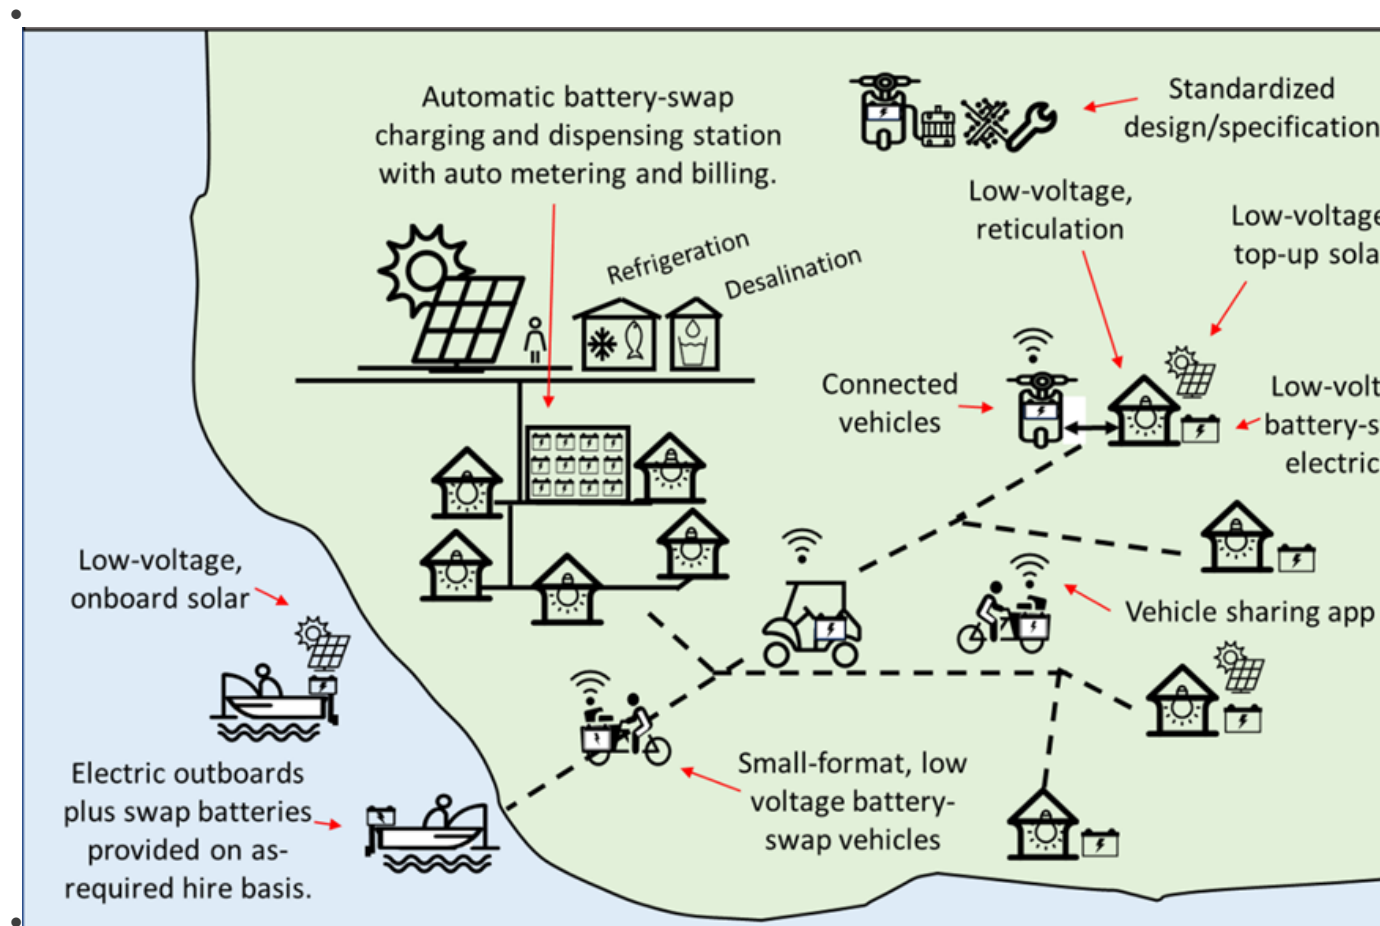 Automatic battery-swap
charging and dispensing station
with auto metering and billing.
Standardized
design/specification
Low-voltage,
reticulation
Low-voltage
top-up sola
Refrigeration
Desalination
Connected
vehicles
Low-volt
battery-s
electric
Low-voltage,
onboard solar
Vehicle sharing app
Electric outboards
plus swap batteries
provided on as-
required hire basis.
Small-format, low
voltage battery-
swap vehicles